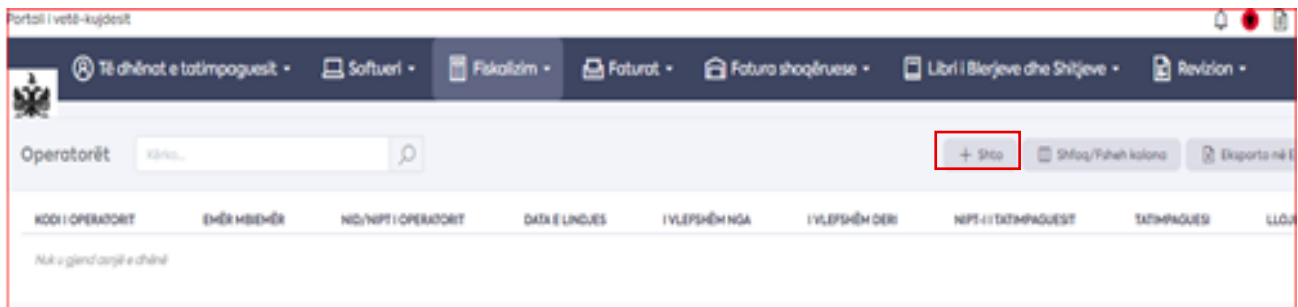 Portali i vetë-kujdesit
Të dhënat e tatimpaguesit Softueri Fiskalizim Faturat Fatura shoqëruese Libri i Blerjeve dhe Shitjeve Revizion
Operatorët Kërko... + Shto Shfaq/Fsheh kolona Eksporto në E
KODI I OPERATORIT EMËR MBIEMËR NID/NIPT I OPERATORIT DATA E LINDJES I VLEFSHËM NGA I VLEFSHËM DERI NIPT-I I TATIMPAGUESIT TATIMPAGUESI LLOJI
Nuk u gjend asnjë e dhënë